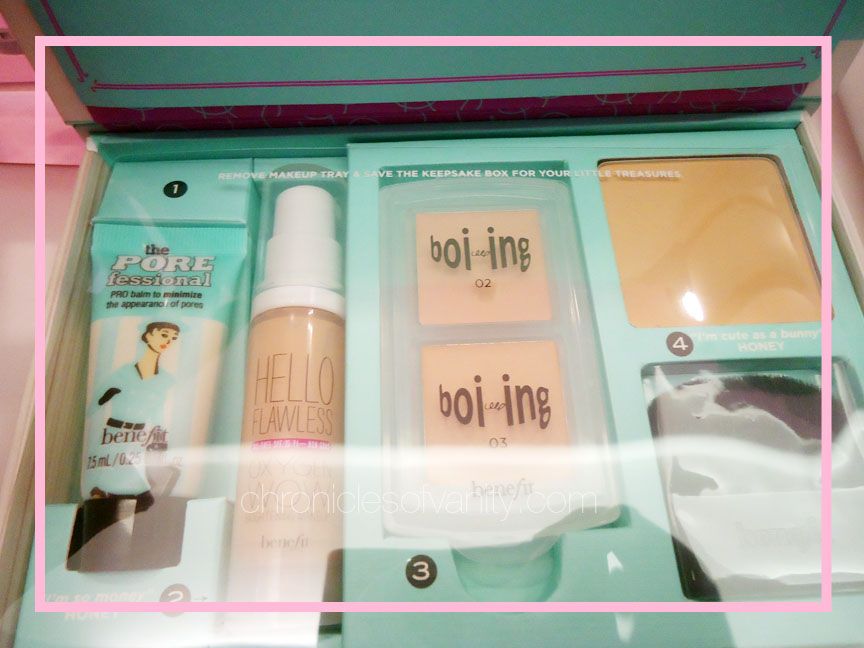 REMOVE MAKEUP TRAY & SAVE THE KEEPSAKE BOX FOR YOUR LITTLE TREASURES
1
the
PORE
fessional
PRO balm to minimize
the appearance of pores
benefit
7.5 mL / 0.25
"I'm so money"
HONEY
2 →
HELLO
FLAWLESS
OXYGEN
WOW
benefit
boi-ing
02
boi-ing
03
benefit
3
4
"I'm cute as a bunny"
HONEY
chroniclesofvanity.com